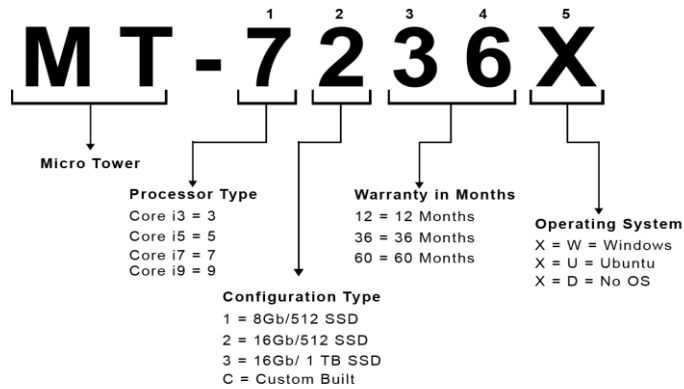 1 2 3 4 5
MT-7236X
Micro Tower
Processor Type
Core i3 = 3
Core i5 = 5
Core i7 = 7
Core i9 = 9
Configuration Type
1 = 8Gb/512 SSD
2 = 16Gb/512 SSD
3 = 16Gb/ 1 TB SSD
C = Custom Built
Warranty in Months
12 = 12 Months
36 = 36 Months
60 = 60 Months
Operating System
X = W = Windows
X = U = Ubuntu
X = D = No OS